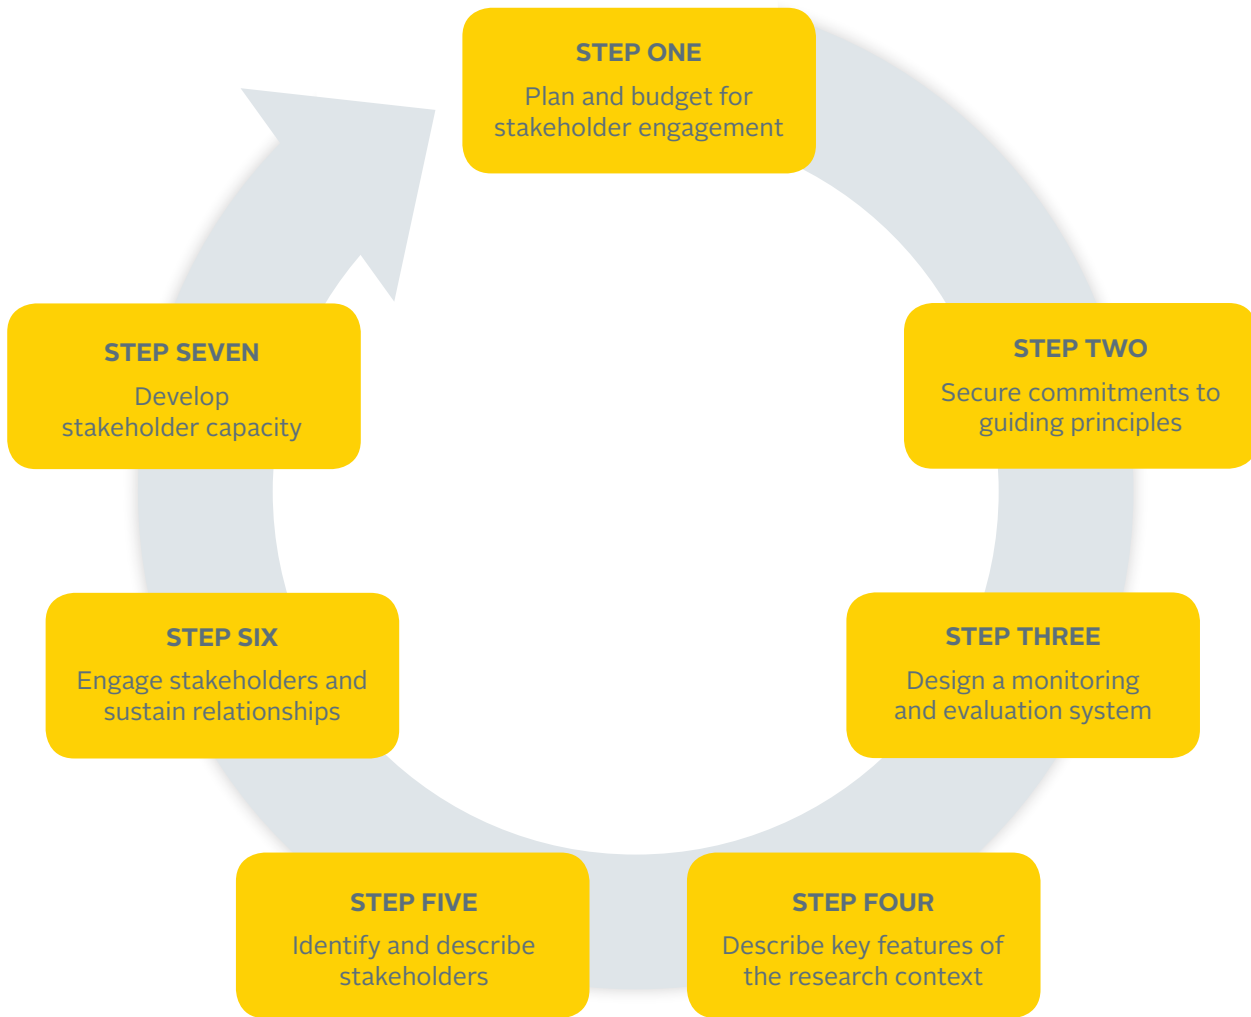 STEP ONE
Plan and budget for
stakeholder engagement
STEP TWO
Secure commitments to
guiding principles
STEP THREE
Design a monitoring
and evaluation system
STEP FOUR
Describe key features of
the research context
STEP FIVE
Identify and describe
stakeholders
STEP SIX
Engage stakeholders and
sustain relationships
STEP SEVEN
Develop
stakeholder capacity